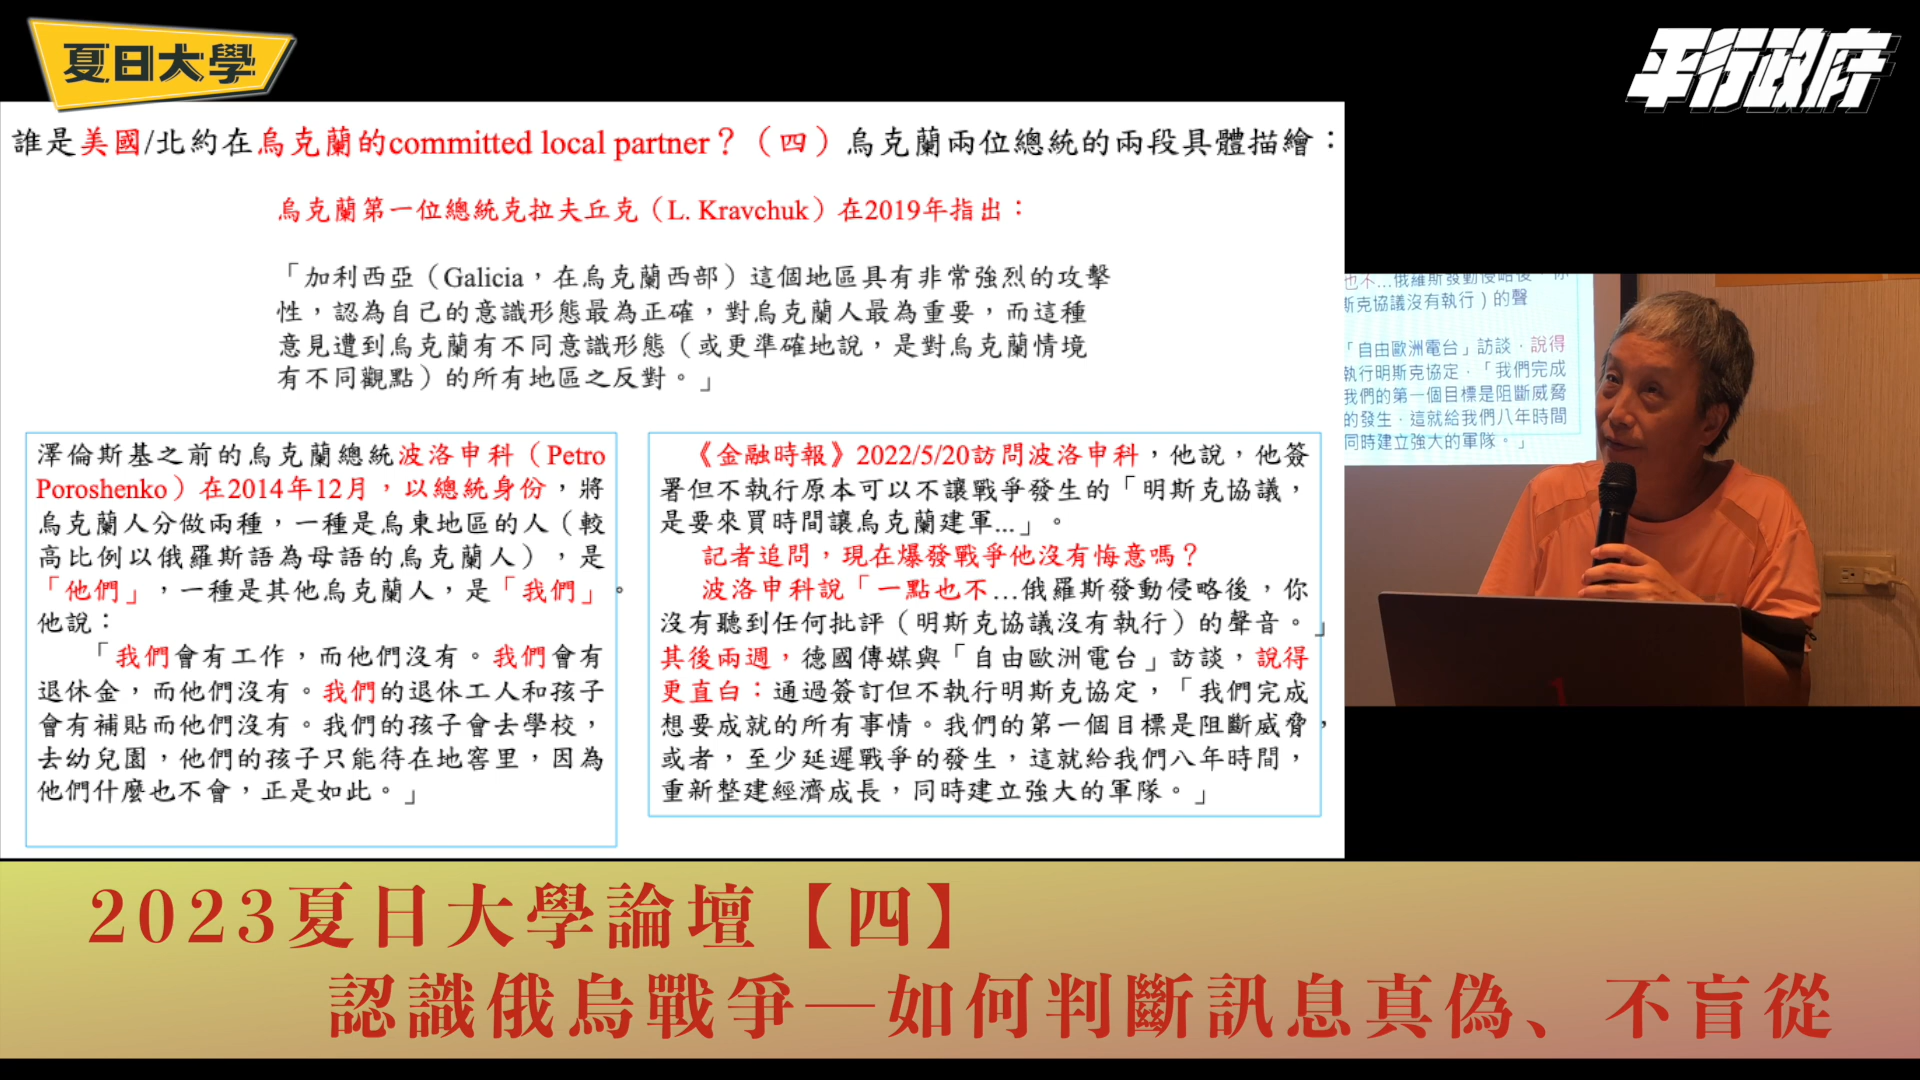 夏日大學
平行政府
誰是美國/北約在烏克蘭的committed local partner？（四）烏克蘭兩位總統的兩段具體描繪：
烏克蘭第一位總統克拉夫丘克（L. Kravchuk）在2019年指出：
「加利西亞（Galicia，在烏克蘭西部）這個地區具有非常強烈的攻擊
性，認為自己的意識形態最為正確，對烏克蘭人最為重要，而這種
意見遭到烏克蘭有不同意識形態（或更準確地說，是對烏克蘭情境
有不同觀點）的所有地區之反對。」
澤倫斯基之前的烏克蘭總統波洛申科（Petro
Poroshenko）在2014年12月，以總統身份，將
烏克蘭人分做兩種，一種是烏東地區的人（較
高比例以俄羅斯語為母語的烏克蘭人），是
「他們」，一種是其他烏克蘭人，是「我們」。
他說：
「我們會有工作，而他們沒有。我們會有
退休金，而他們沒有。我們的退休工人和孩子
會有補貼而他們沒有。我們的孩子會去學校，
去幼兒園，他們的孩子只能待在地窖里，因為
他們什麼也不會，正是如此。」
《金融時報》2022/5/20訪問波洛申科，他說，他簽
署但不執行原本可以不讓戰爭發生的「明斯克協議，
是要來買時間讓烏克蘭建軍...」。
記者追問，現在爆發戰爭他沒有悔意嗎？
波洛申科說「一點也不...俄羅斯發動侵略後，你
沒有聽到任何批評（明斯克協議沒有執行）的聲音。」
其後兩週，德國傳媒與「自由歐洲電台」訪談，說得
更直白：通過簽訂但不執行明斯克協定，「我們完成
想要成就的所有事情。我們的第一個目標是阻斷威脅，
或者，至少延遲戰爭的發生，這就給我們八年時間，
重新整建經濟成長，同時建立強大的軍隊。」
也不...俄羅斯發動侵略後，你
斯克協議沒有執行）的聲
「自由歐洲電台」訪談，說得
執行明斯克協定，「我們完成
我們的第一個目標是阻斷威脅
的發生，這就給我們八年時間
同時建立強大的軍隊。」
2023夏日大學論壇【四】
認識俄烏戰爭—如何判斷訊息真偽、不盲從